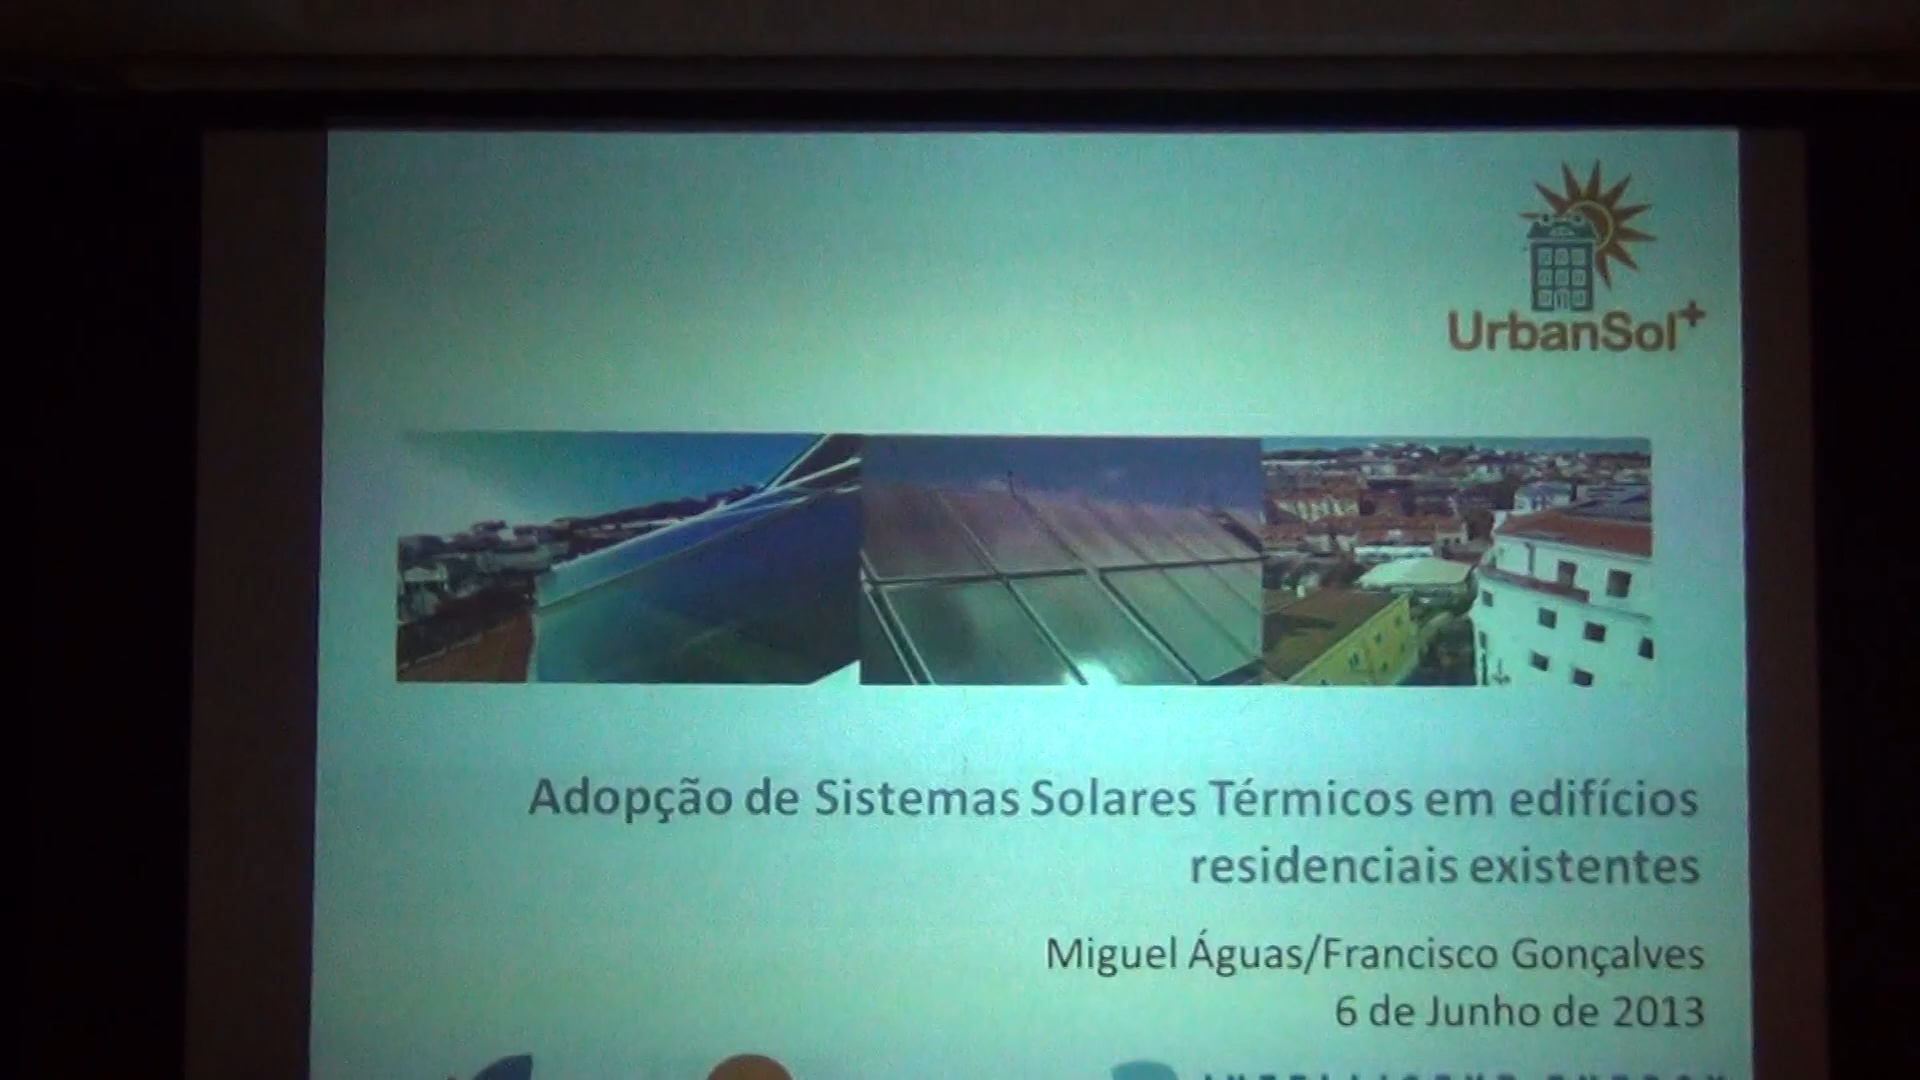 UrbanSol+
Adopção de Sistemas Solares Térmicos em edifícios
residenciais existentes
Miguel Águas/Francisco Gonçalves
6 de Junho de 2013